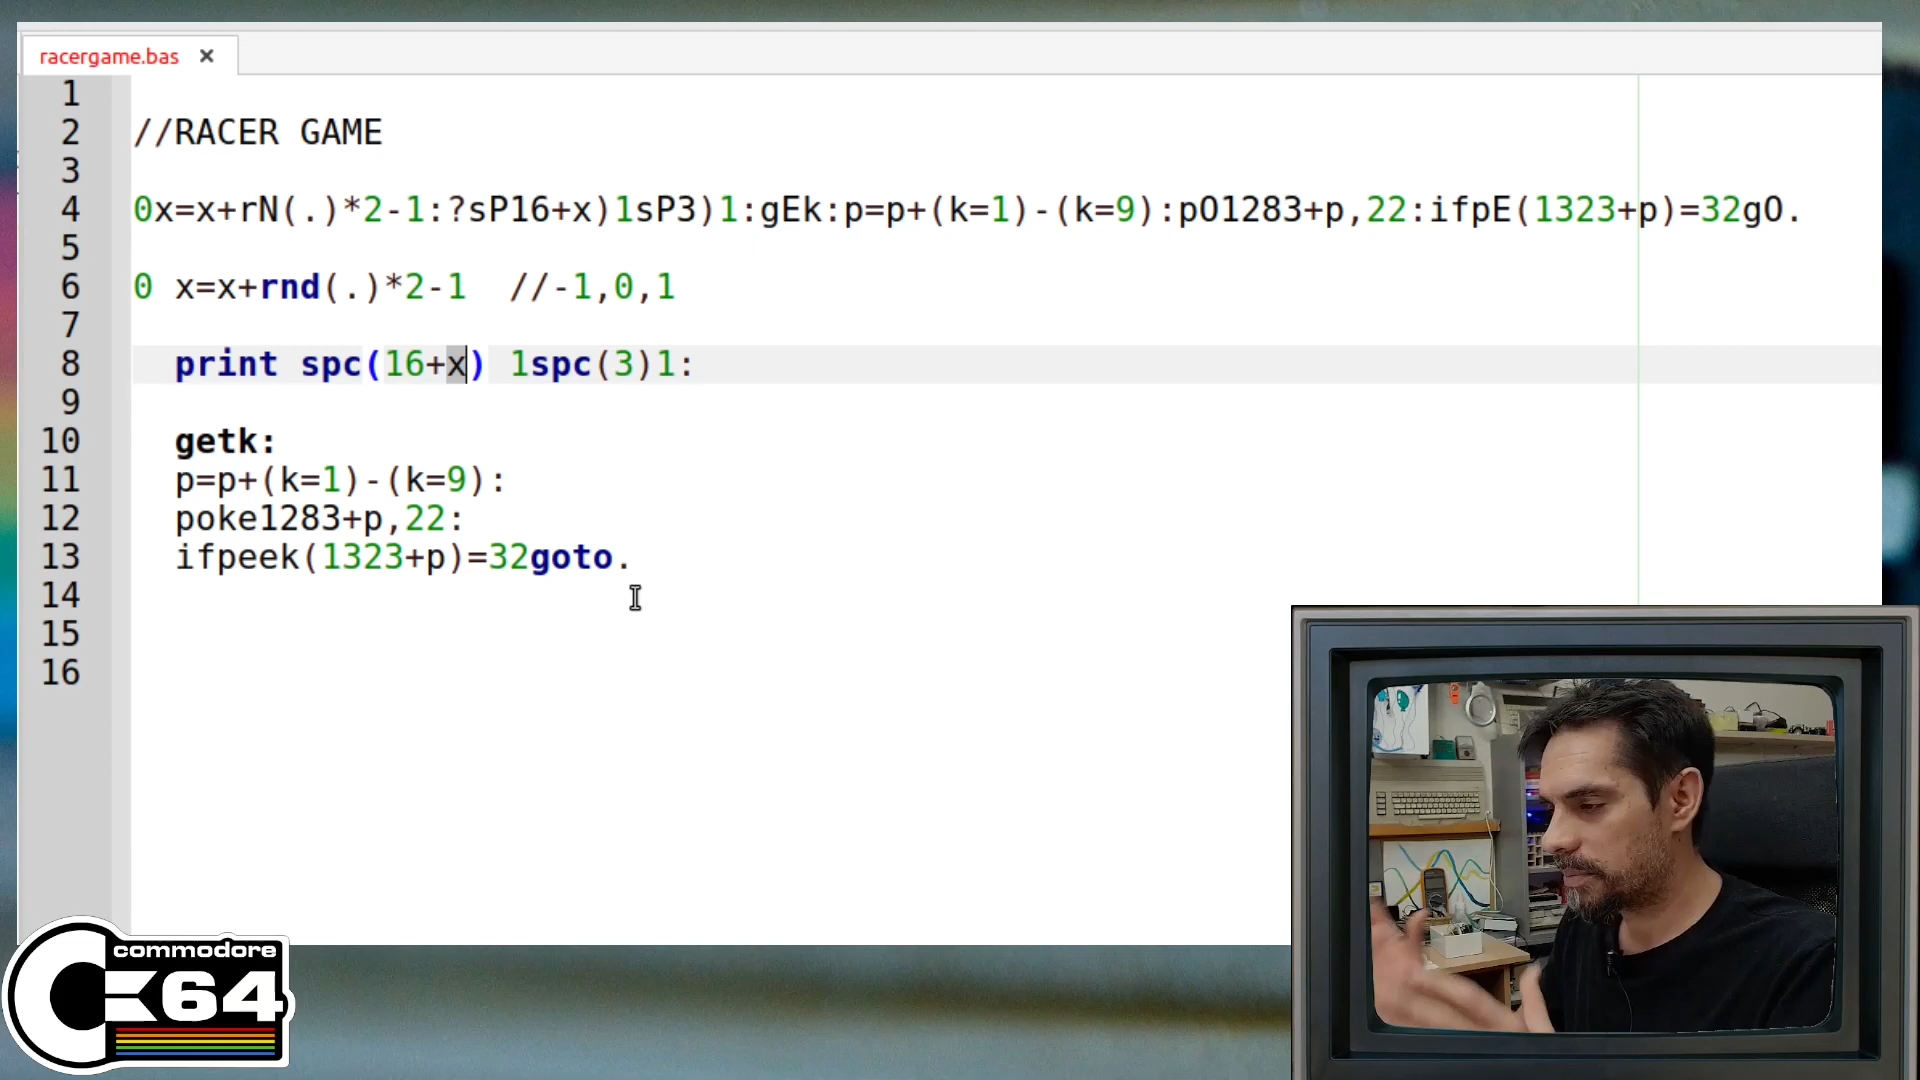 racergame.bas ×
1
2 //RACER GAME
3
4 0x=x+rN(.)*2-1:?sP16+x)1sP3)1:gEk:p=p+(k=1)-(k=9):pO1283+p,22:ifpE(1323+p)=32gO.
5
6 0 x=x+rnd(.)*2-1  //-1,0,1
7
8 print spc(16+x) 1spc(3)1:
9
10 getk:
11 p=p+(k=1)-(k=9):
12 poke1283+p,22:
13 ifpeek(1323+p)=32goto.
14
15
16
commodore
64